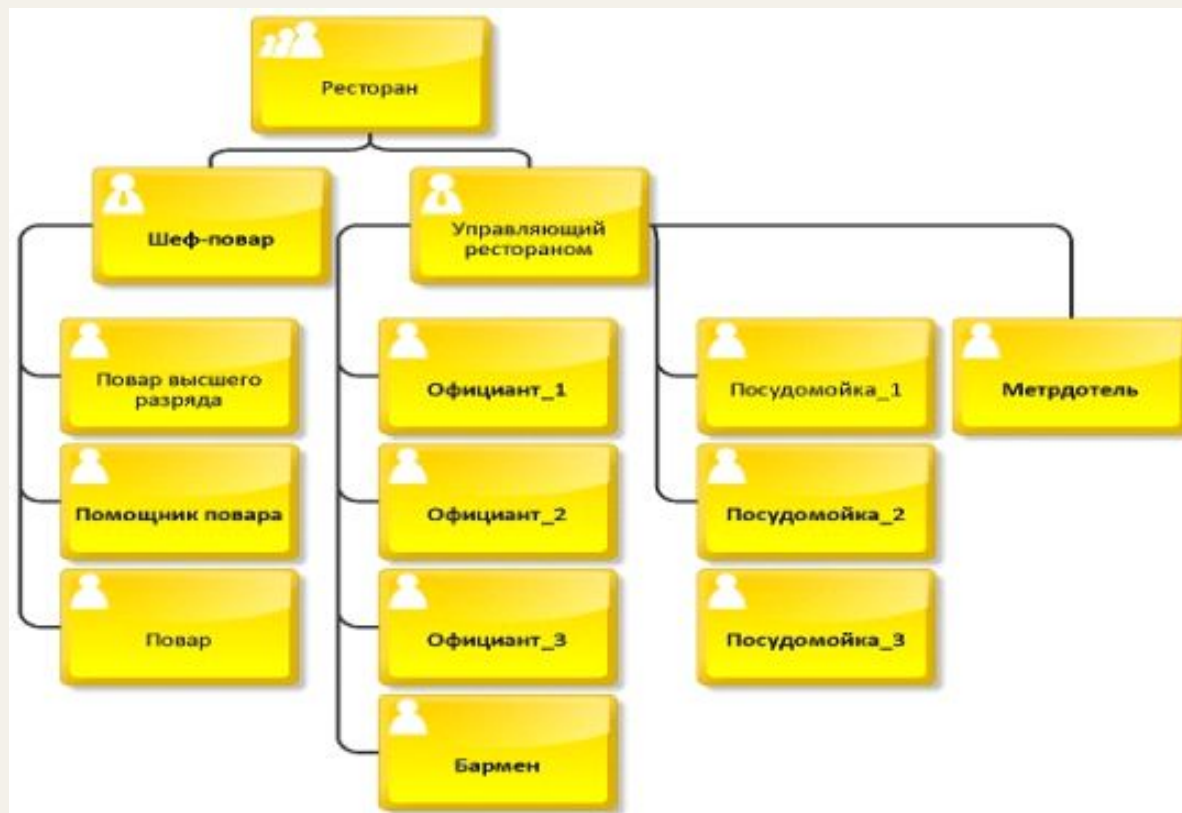 Ресторан
Шеф-повар
Управляющий
рестораном
Повар высшего
разряда
Официант_1
Посудомойка_1
Метрдотель
Помощник повара
Официант_2
Посудомойка_2
Повар
Официант_3
Посудомойка_3
Бармен